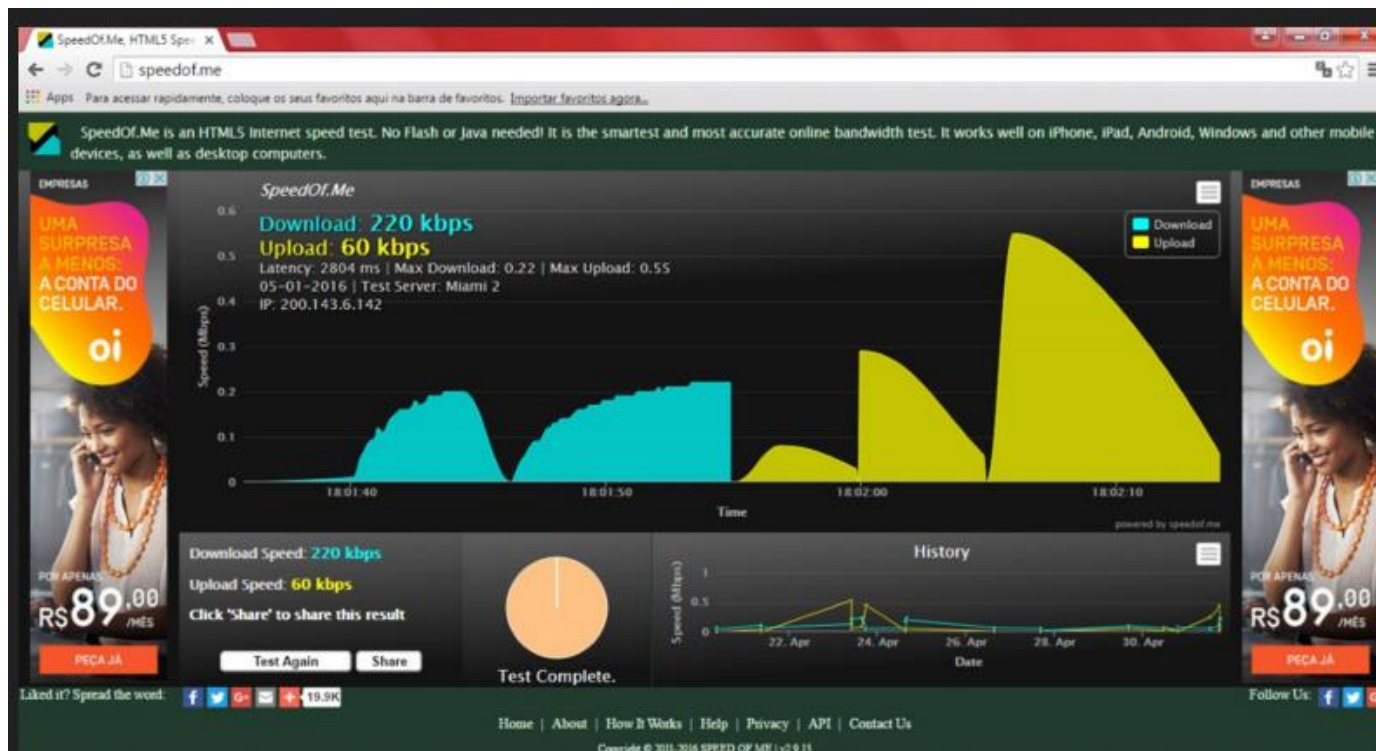 SpeedOf.Me, HTML5 Spe
speedof.me
Apps Para acessar rapidamente, coloque os seus favoritos aqui na barra de favoritos. Importar favoritos agora...
SpeedOf.Me is an HTML5 Internet speed test. No Flash or Java needed! It is the smartest and most accurate online bandwidth test. It works well on iPhone, iPad, Android, Windows and other mobile
devices, as well as desktop computers.
EMPRESAS
UMA
SURPRESA
A MENOS:
A CONTA DO
CELULAR.
oi
POR APENAS
R$89,00
/MÊS
PEÇA JÁ
SpeedOf.Me
Download: 220 kbps
Upload: 60 kbps
Latency: 2804 ms | Max Download: 0.22 | Max Upload: 0.55
05-01-2016 | Test Server: Miami 2
IP: 200.143.6.142
Download
Upload
Speed (Mbps)
0.6
0.5
0.4
0.3
0.2
0.1
0
18:01:40 18:01:50 18:02:00 18:02:10
Time
powered by speedof.me
EMPRESAS
UMA
SURPRESA
A MENOS:
A CONTA DO
CELULAR.
oi
POR APENAS
R$89,00
/MÊS
PEÇA JÁ
Download Speed: 220 kbps
Upload Speed: 60 kbps
Click 'Share' to share this result
Test Again Share
Test Complete.
History
Speed (Mbps)
1
0.5
0
22. Apr 24. Apr 26. Apr 28. Apr 30. Apr
Date
Liked it? Spread the word: 19.9K
Follow Us:
Home | About | How It Works | Help | Privacy | API | Contact Us
Copyright © 2011-2016 SPEED OF ME | v2.9.13